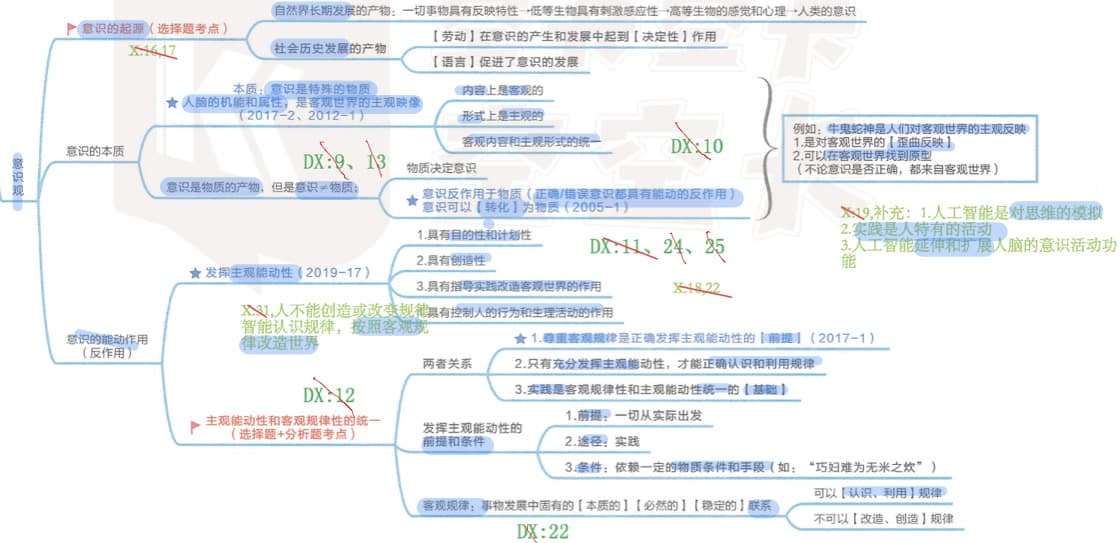 意识观
意识的起源（选择题考点）
X:16,17
自然界长期发展的产物：一切事物具有反映特性→低等生物具有刺激感应性→高等生物的感觉和心理→人类的意识
社会历史发展的产物
【劳动】在意识的产生和发展中起到【决定性】作用
【语言】促进了意识的发展
意识的本质
本质：意识是特殊的物质
人脑的机能和属性，是客观世界的主观映像
（2017-2、2012-1）
内容上是客观的
形式上是主观的
客观内容和主观形式的统一
DX:10
例如：牛鬼蛇神是人们对客观世界的主观反映
1.是对客观世界的【歪曲反映】
2.可以在客观世界找到原型
（不论意识是否正确，都来自客观世界）
DX:9、13
意识是物质的产物，但是意识≠物质；
物质决定意识
意识反作用于物质（正确/错误意识都具有能动的反作用）
意识可以【转化】为物质（2005-1）
X:19,补充：1.人工智能是对思维的模拟
2.实践是人特有的活动
3.人工智能延伸和扩展人脑的意识活动功
能
意识的能动作用
（反作用）
发挥主观能动性（2019-17）
1.具有目的性和计划性
2.具有创造性
3.具有指导实践改造客观世界的作用
具有控制人的行为和生理活动的作用
DX:11、24、25
X:18,22
X:31,人不能创造或改变规律
智能认识规律，按照客观规
律改造世界
DX:12
主观能动性和客观规律性的统一
（选择题+分析题考点）
两者关系
1.尊重客观规律是正确发挥主观能动性的【前提】（2017-1）
2.只有充分发挥主观能动性，才能正确认识和利用规律
3.实践是客观规律性和主观能动性统一的【基础】
发挥主观能动性的
前提和条件
1.前提：一切从实际出发
2.途径：实践
3.条件：依赖一定的物质条件和手段（如：“巧妇难为无米之炊”）
客观规律：事物发展中固有的【本质的】【必然的】【稳定的】联系
可以【认识、利用】规律
不可以【改造、创造】规律
DX:22